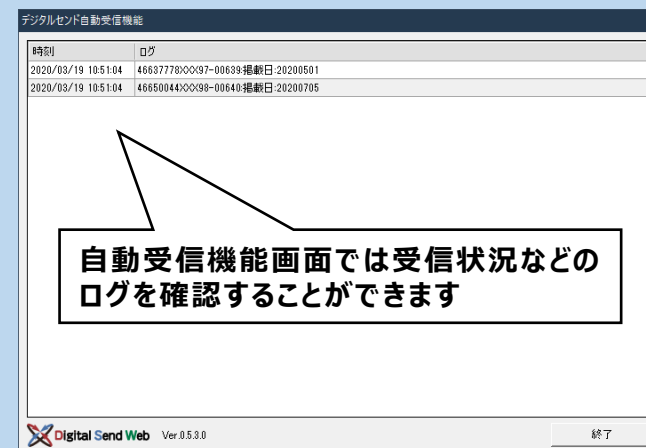 デジタルセンド自動受信機能
時刻 ログ
2020/03/19 10:51:04 46637778XXX97-00639:掲載日:20200501
2020/03/19 10:51:04 46650044XXX98-00640:掲載日:20200705
自動受信機能画面では受信状況などの
ログを確認することができます
Digital Send Web Ver.0.5.3.0
終了